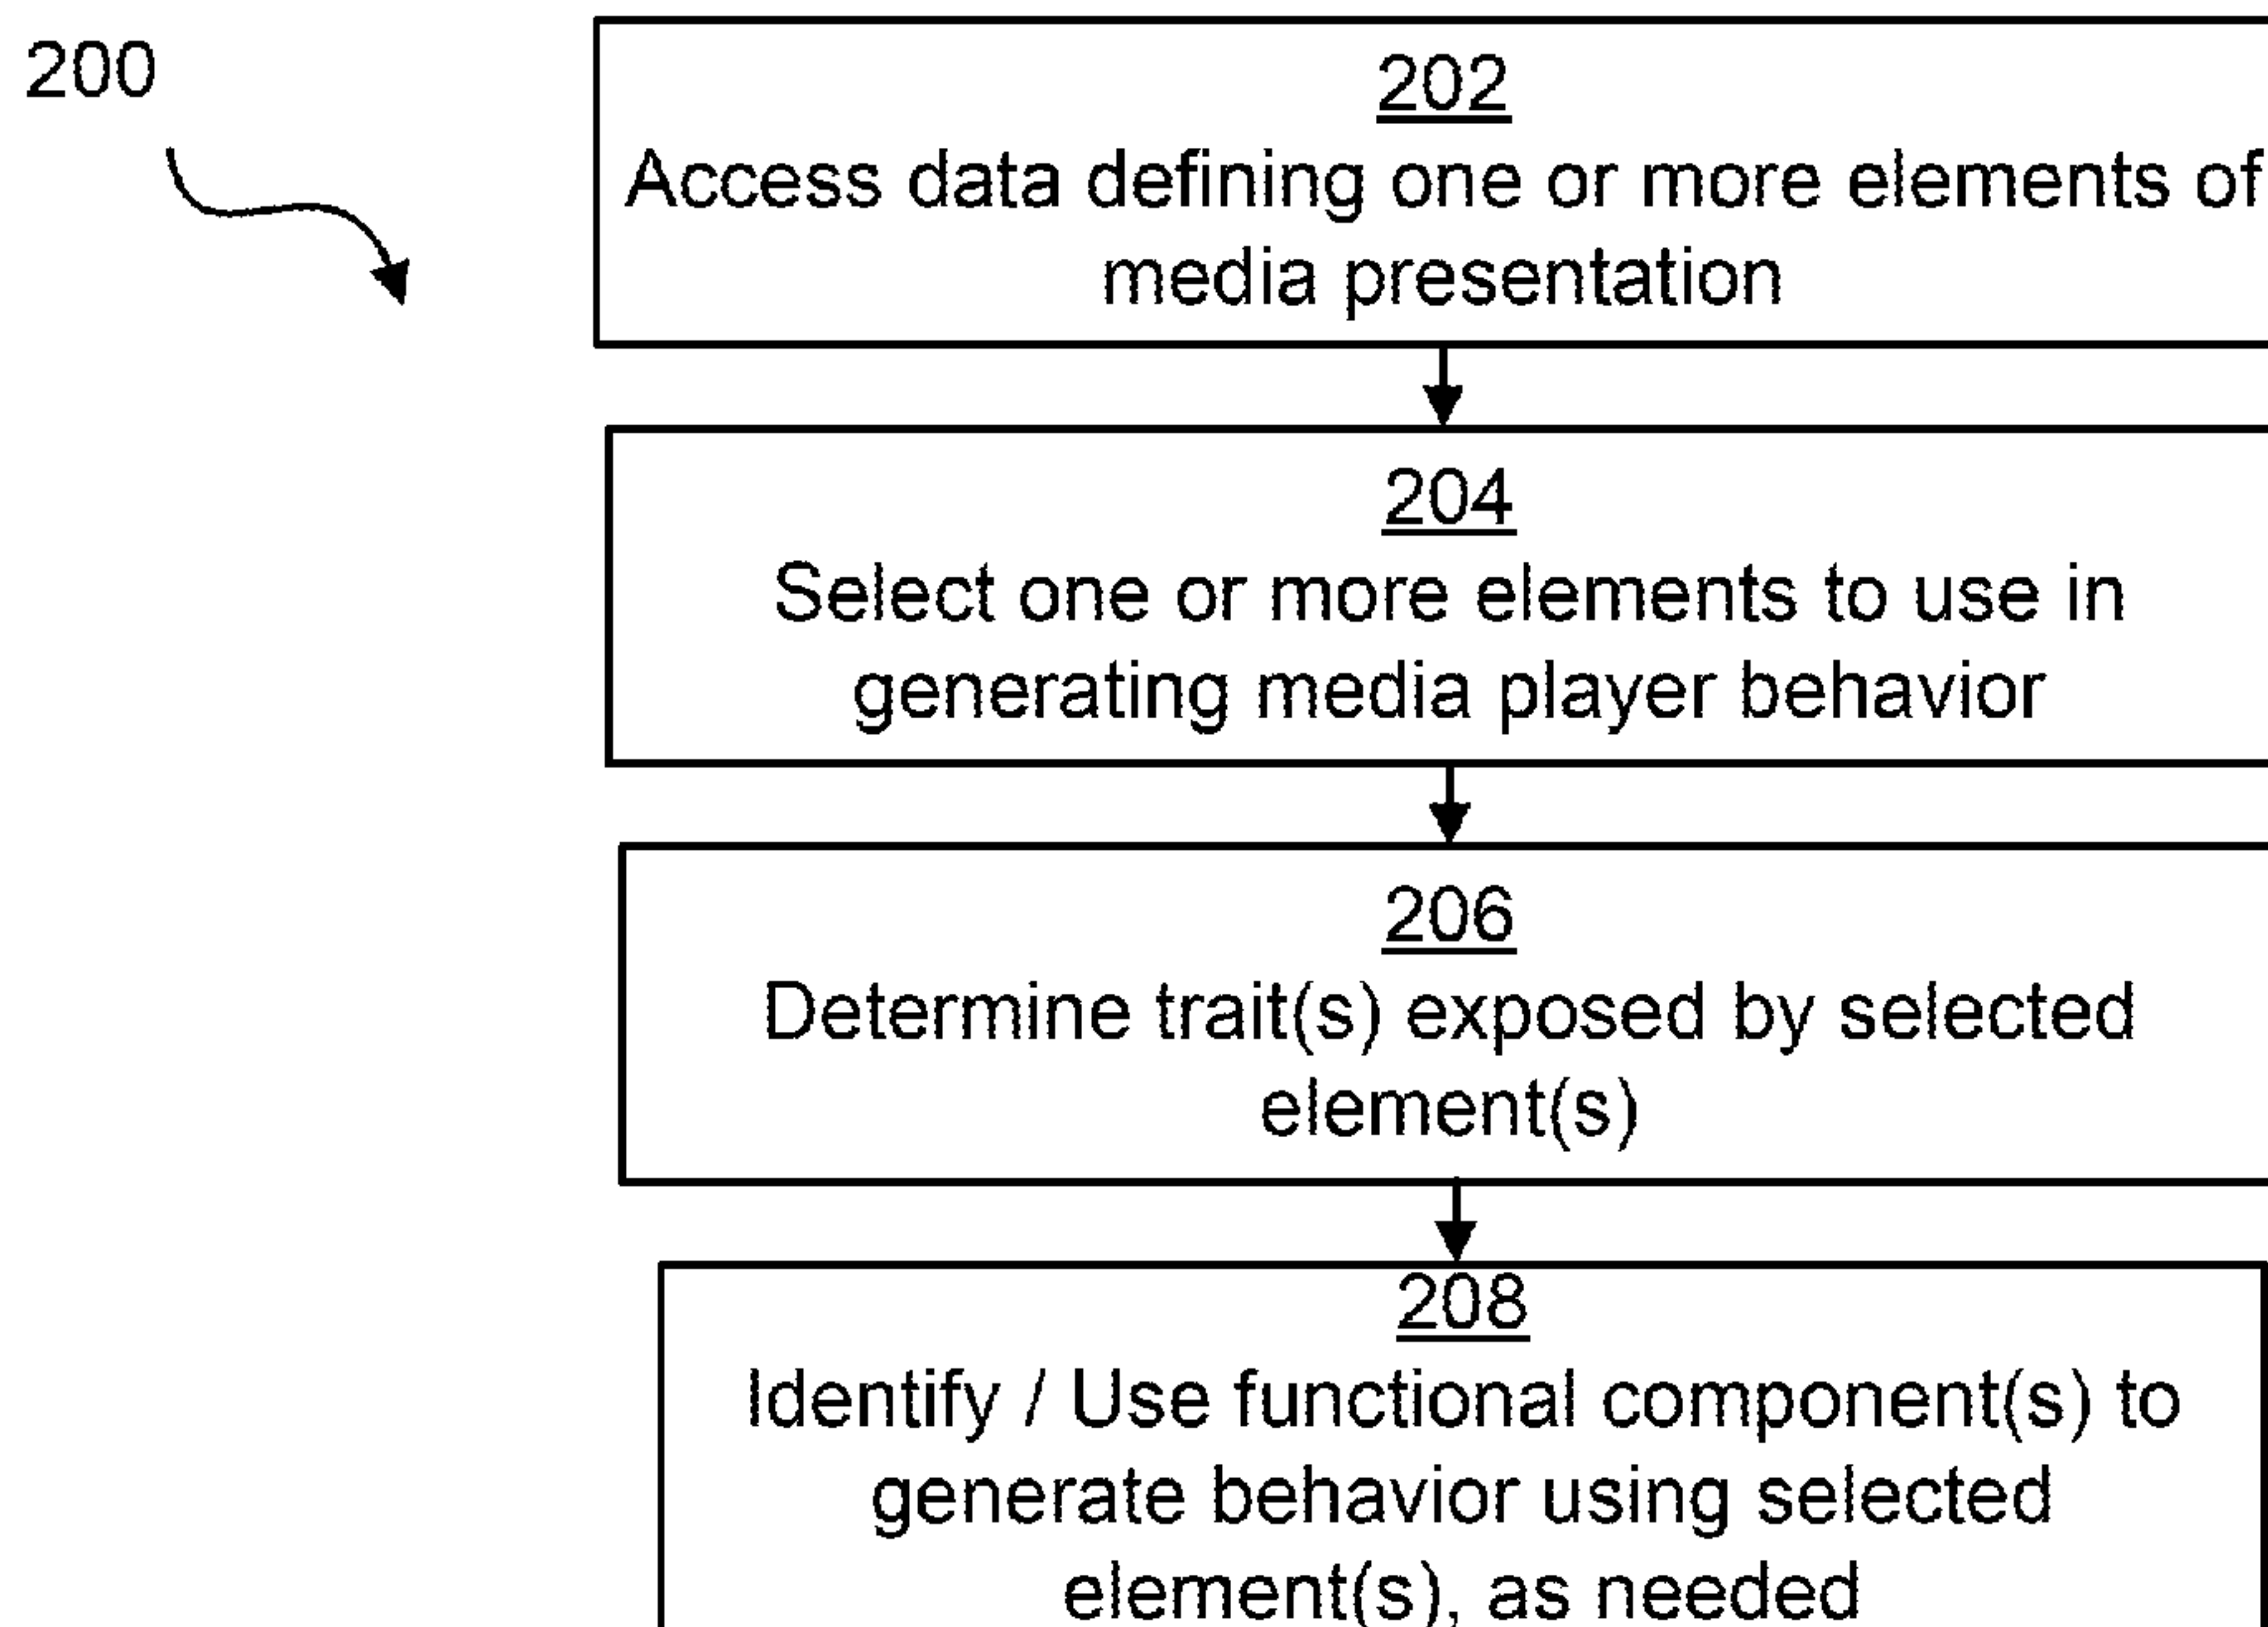 200
202
Access data defining one or more elements of
media presentation
204
Select one or more elements to use in
generating media player behavior
206
Determine trait(s) exposed by selected
element(s)
208
Identify / Use functional component(s) to
generate behavior using selected
element(s), as needed